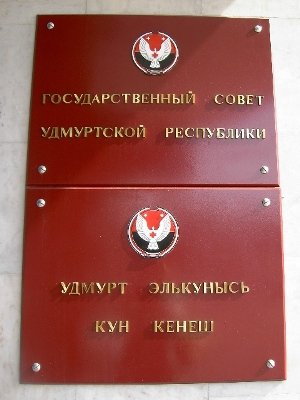 ГОСУДАРСТВЕННЫЙ СОВЕТ
УДМУРТСКОЙ РЕСПУБЛИКИ
УДМУРТ ЭЛЬКУНЫСЬ
КУН КЕНЕШ